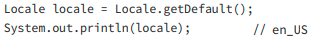 Locale locale = Locale.getDefault();
System.out.println(locale);        // en_US